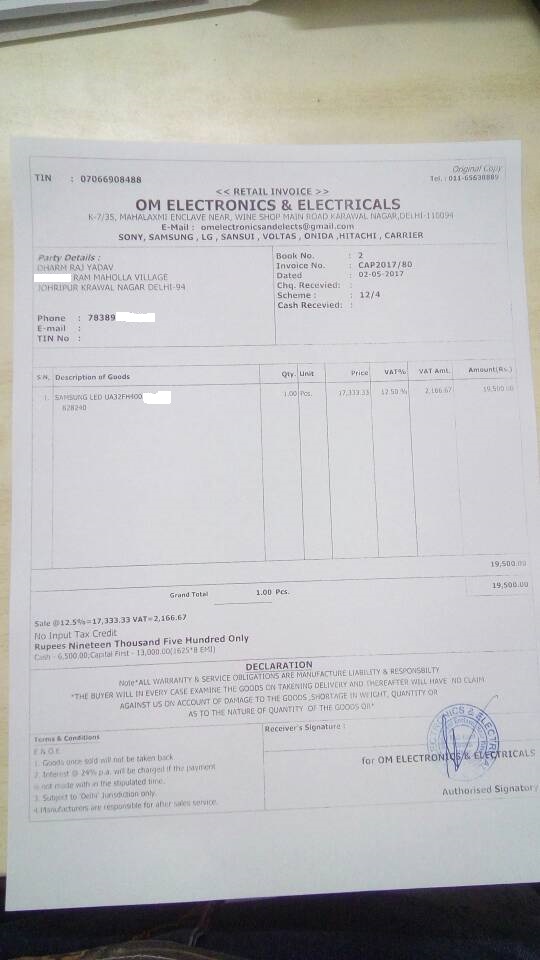 Original Copy
TIN : 07066908488
Tel. : 011-65630889
<< RETAIL INVOICE >>
OM ELECTRONICS & ELECTRICALS
K-7/35, MAHALAXMI ENCLAVE NEAR, WINE SHOP MAIN ROAD KARAWAL NAGAR,DELHI-110094
E-Mail : omelectronicsandelects@gmail.com
SONY, SAMSUNG , LG , SANSUI , VOLTAS , ONIDA ,HITACHI , CARRIER
Party Details :
DHARM RAJ YADAV
RAM MAHOLLA VILLAGE
JOHRIPUR KRAWAL NAGAR DELHI-94
Phone : 78389
E-mail :
TIN No :
Book No. : 2
Invoice No. : CAP2017/80
Dated : 02-05-2017
Chq. Recevied: :
Scheme : : 12/4
Cash Recevied: :
S.N. Description of Goods Qty. Unit Price VAT% VAT Amt. Amount(Rs.)
1. SAMSUNG LED UA32FH400 1.00 Pcs. 17,333.33 12.50 % 2,166.67 19,500.00
828240
19,500.00
Grand Total 1.00 Pcs. 19,500.00
Sale @12.5%=17,333.33 VAT=2,166.67
No Input Tax Credit
Rupees Nineteen Thousand Five Hundred Only
Cash - 6,500.00;Capital First - 13,000.00(1625*8 EMI)
DECLARATION
Note*ALL WARRANTY & SERVICE OBLIGATIONS ARE MANUFACTURE LIABILITY & RESPONSBILTY
*THE BUYER WILL IN EVERY CASE EXAMINE THE GOODS ON TAKENING DELIVERY AND THEREAFTER WILL HAVE NO CLAIM
AGAINST US ON ACCOUNT OF DAMAGE TO THE GOODS ,SHORTAGE IN WEIGHT, QUANTITY OR
AS TO THE NATURE OF QUANTITY OF THE GOODS OR*
Terms & Conditions
E & O.E.
1. Goods once sold will not be taken back
2. Interest @ 24% p.a. will be charged if the payment
is not made with in the stipulated time.
3. Subject to 'Delhi' Jurisdiction only.
4.Manufacturers are responsible for after sales service.
Receiver's Signature :
for OM ELECTRONICS & ELECTRICALS
Authorised Signatory